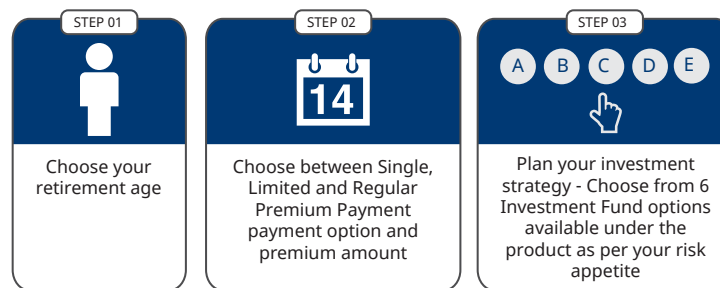 STEP 01
Choose your
retirement age
STEP 02
14
Choose between Single,
Limited and Regular
Premium Payment
payment option and
premium amount
STEP 03
A B C D E
Plan your investment
strategy - Choose from 6
Investment Fund options
available under the
product as per your risk
appetite